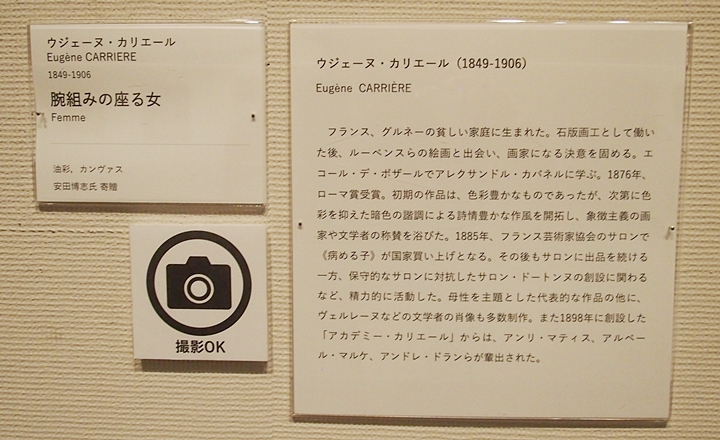 ウジェーヌ・カリエール
Eugène CARRIERE
1849-1906
腕組みの座る女
Femme
油彩，カンヴァス
安田博志氏 寄贈
撮影OK
ウジェーヌ・カリエール（1849-1906）
Eugène CARRIÈRE
フランス、グルネーの貧しい家庭に生まれた。石版画工として働い
た後、ルーベンスらの絵画と出会い、画家になる決意を固める。エ
コール・デ・ボザールでアレクサンドル・カバネルに学ぶ。1876年、
ローマ賞受賞。初期の作品は、色彩豊かなものであったが、次第に色
彩を抑えた暗色の諧調による詩情豊かな作風を開拓し、象徴主義の画
家や文学者の称賛を浴びた。1885年、フランス芸術家協会のサロンで
《病める子》が国家買い上げとなる。その後もサロンに出品を続ける
一方、保守的なサロンに対抗したサロン・ドートンヌの創設に関わる
など、精力的に活動した。母性を主題とした代表的な作品の他に、
ヴェルレーヌなどの文学者の肖像も多数制作。また1898年に創設した
「アカデミー・カリエール」からは、アンリ・マティス、アルベー
ル・マルケ、アンドレ・ドランらが輩出された。